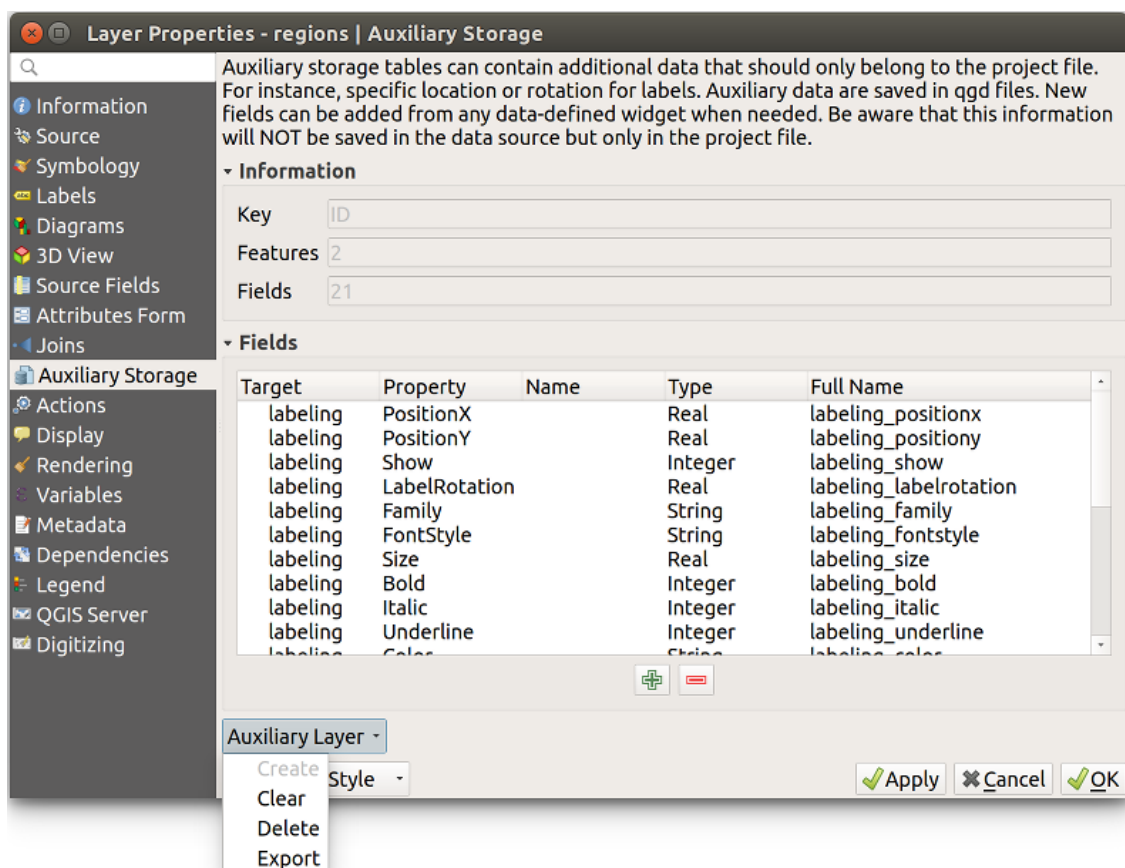 Layer Properties - regions | Auxiliary Storage
Auxiliary storage tables can contain additional data that should only belong to the project file.
For instance, specific location or rotation for labels. Auxiliary data are saved in qgd files. New
fields can be added from any data-defined widget when needed. Be aware that this information
will NOT be saved in the data source but only in the project file.
Information
Source
Symbology
abc Labels
Diagrams
3D View
Source Fields
Attributes Form
Joins
Auxiliary Storage
Actions
Display
Rendering
Variables
Metadata
Dependencies
Legend
QGIS Server
Digitizing
Information
Key ID
Features 2
Fields 21
Fields
Target Property Name Type Full Name
labeling PositionX Real labeling_positionx
labeling PositionY Real labeling_positiony
labeling Show Integer labeling_show
labeling LabelRotation Real labeling_labelrotation
labeling Family String labeling_family
labeling FontStyle String labeling_fontstyle
labeling Size Real labeling_size
labeling Bold Integer labeling_bold
labeling Italic Integer labeling_italic
labeling Underline Integer labeling_underline
labeling Color String labeling_color
Auxiliary Layer
Create
Clear
Delete
Export
Style
Apply Cancel OK